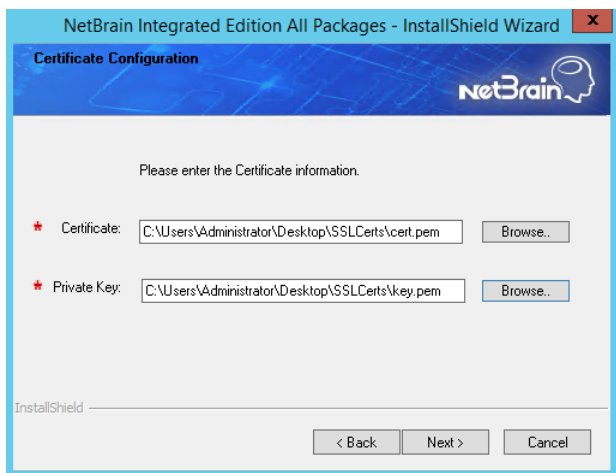 NetBrain Integrated Edition All Packages - InstallShield Wizard x
Certificate Configuration
NetBrain
Please enter the Certificate information.
* Certificate: C:\Users\Administrator\Desktop\SSLCerts\cert.pem Browse..
* Private Key: C:\Users\Administrator\Desktop\SSLCerts\key.pem Browse..
InstallShield
< Back Next > Cancel